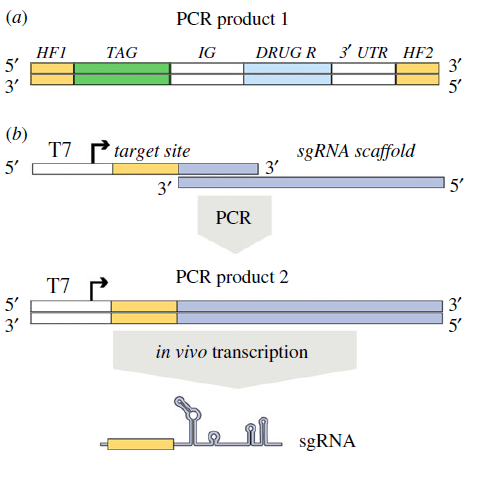 (a) PCR product 1
HF1 TAG IG DRUG R 3′ UTR HF2
5′ 3′
3′ 5′
(b)
T7 target site sgRNA scaffold
5′ 3′
3′ 5′
PCR
T7 PCR product 2
5′ 3′
3′ 5′
in vivo transcription
sgRNA